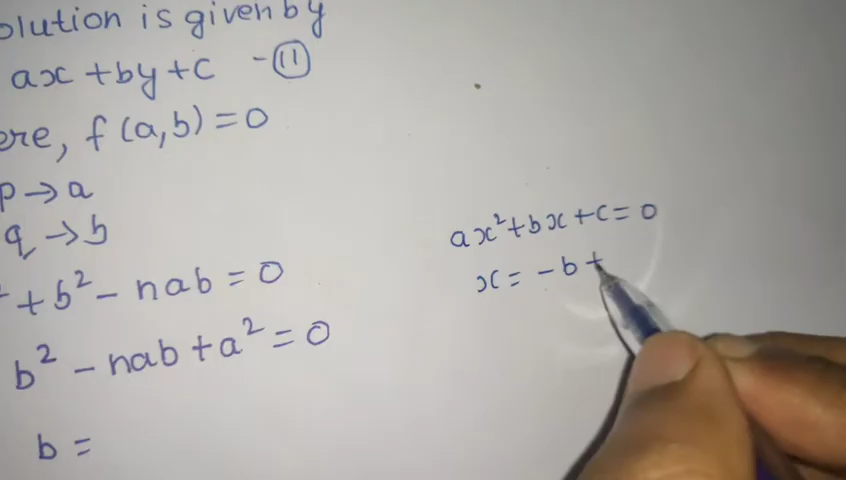 olution is given by
ax + by + c - (11)
ere, f(a,b) = 0
p → a
q → b
² + b² - nab = 0
b² - nab + a² = 0
b =
ax² + bx + c = 0
x = -b +